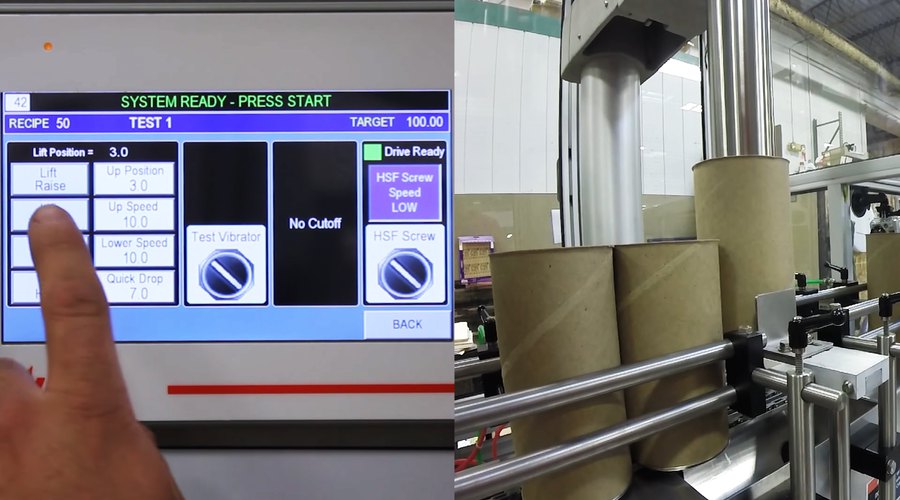 42
SYSTEM READY - PRESS START
RECIPE 50 TEST 1 TARGET 100.00
Lift Position = 3.0
Lift
Raise
Up Position
3.0
Up Speed
10.0
Lower Speed
10.0
Quick Drop
7.0
Test Vibrator
No Cutoff
Drive Ready
HSF Screw
Speed
LOW
HSF Screw
BACK